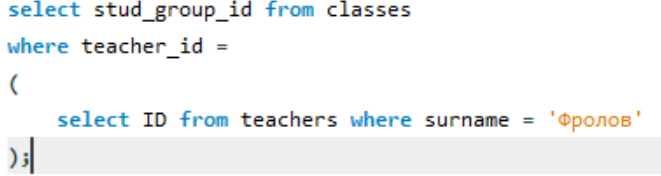 select stud_group_id from classes
where teacher_id =
(
    select ID from teachers where surname = 'Фролов'
);